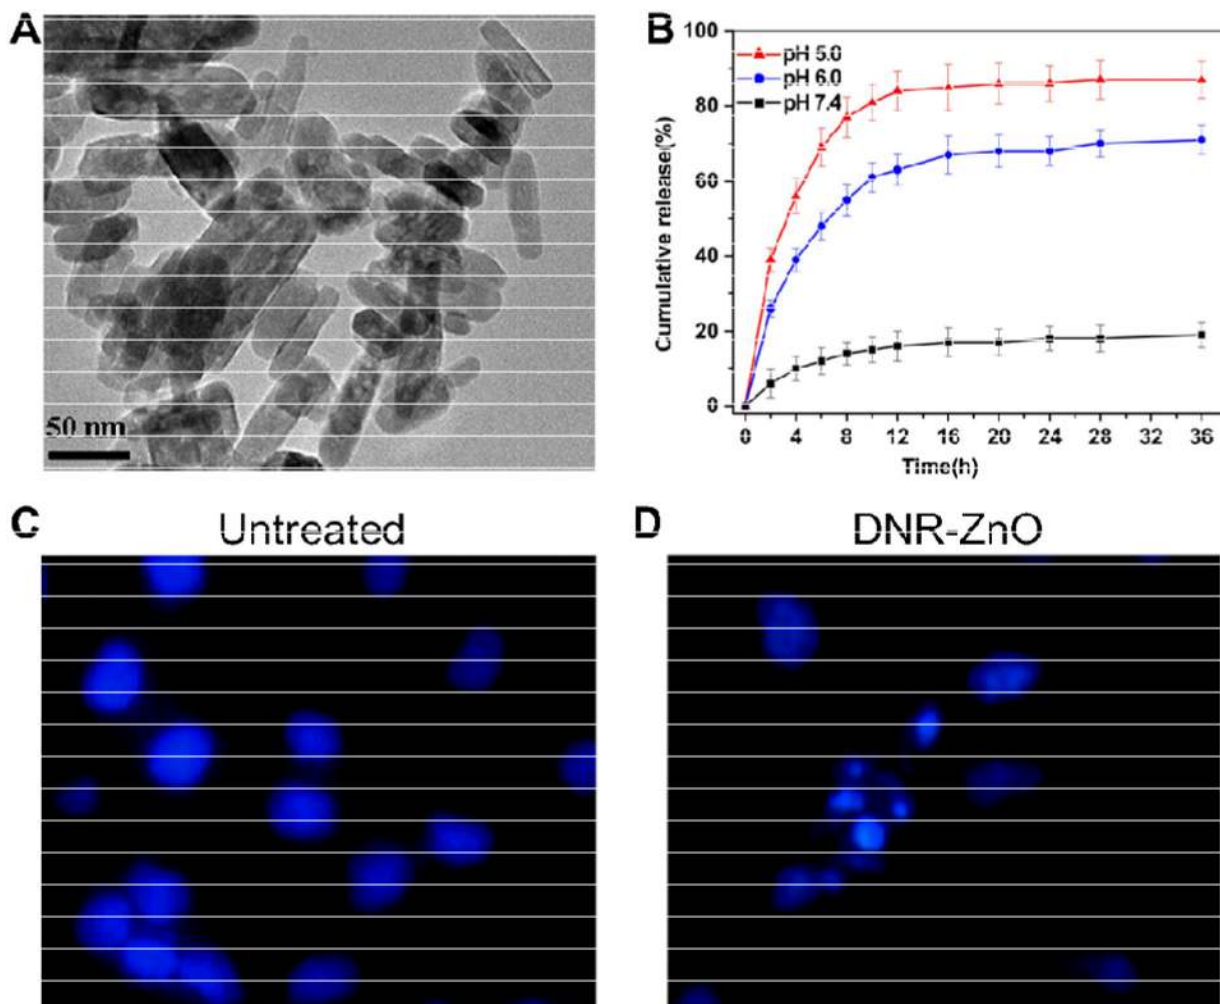 A
50 nm
B
pH 5.0
pH 6.0
pH 7.4
Cumulative release(%)
100
80
60
40
20
0
0 4 8 12 16 20 24 28 32 36
Time(h)
C
Untreated
D
DNR-ZnO